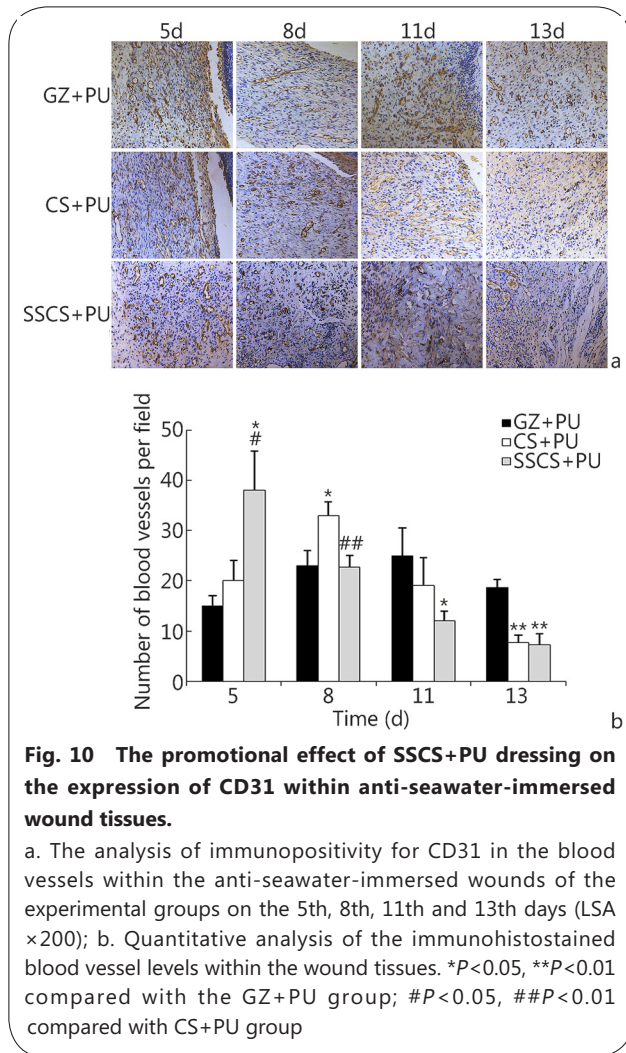 5d 8d 11d 13d
GZ+PU
CS+PU
SSCS+PU
a
50
40
30
20
10
0
Number of blood vessels per field
*
#
*
##
*
**
**
GZ+PU
CS+PU
SSCS+PU
5 8 11 13
Time (d)
b
Fig. 10 The promotional effect of SSCS+PU dressing on
the expression of CD31 within anti-seawater-immersed
wound tissues.
a. The analysis of immunopositivity for CD31 in the blood
vessels within the anti-seawater-immersed wounds of the
experimental groups on the 5th, 8th, 11th and 13th days (LSA
×200); b. Quantitative analysis of the immunohistostained
blood vessel levels within the wound tissues. *P<0.05, **P<0.01
compared with the GZ+PU group; #P<0.05, ##P<0.01
compared with CS+PU group